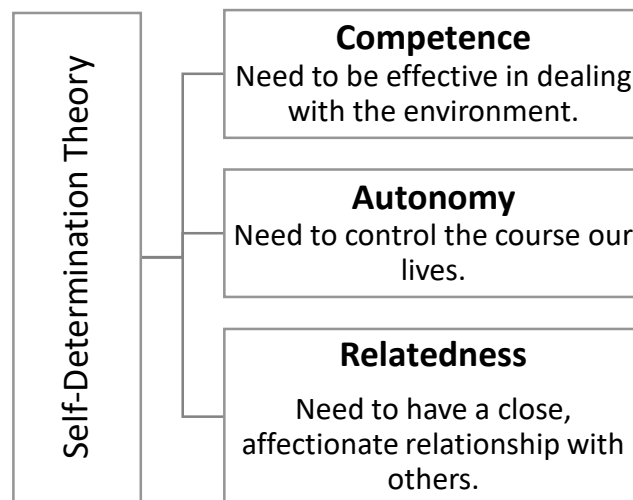 Self-Determination Theory
Competence
Need to be effective in dealing
with the environment.
Autonomy
Need to control the course our
lives.
Relatedness
Need to have a close,
affectionate relationship with
others.